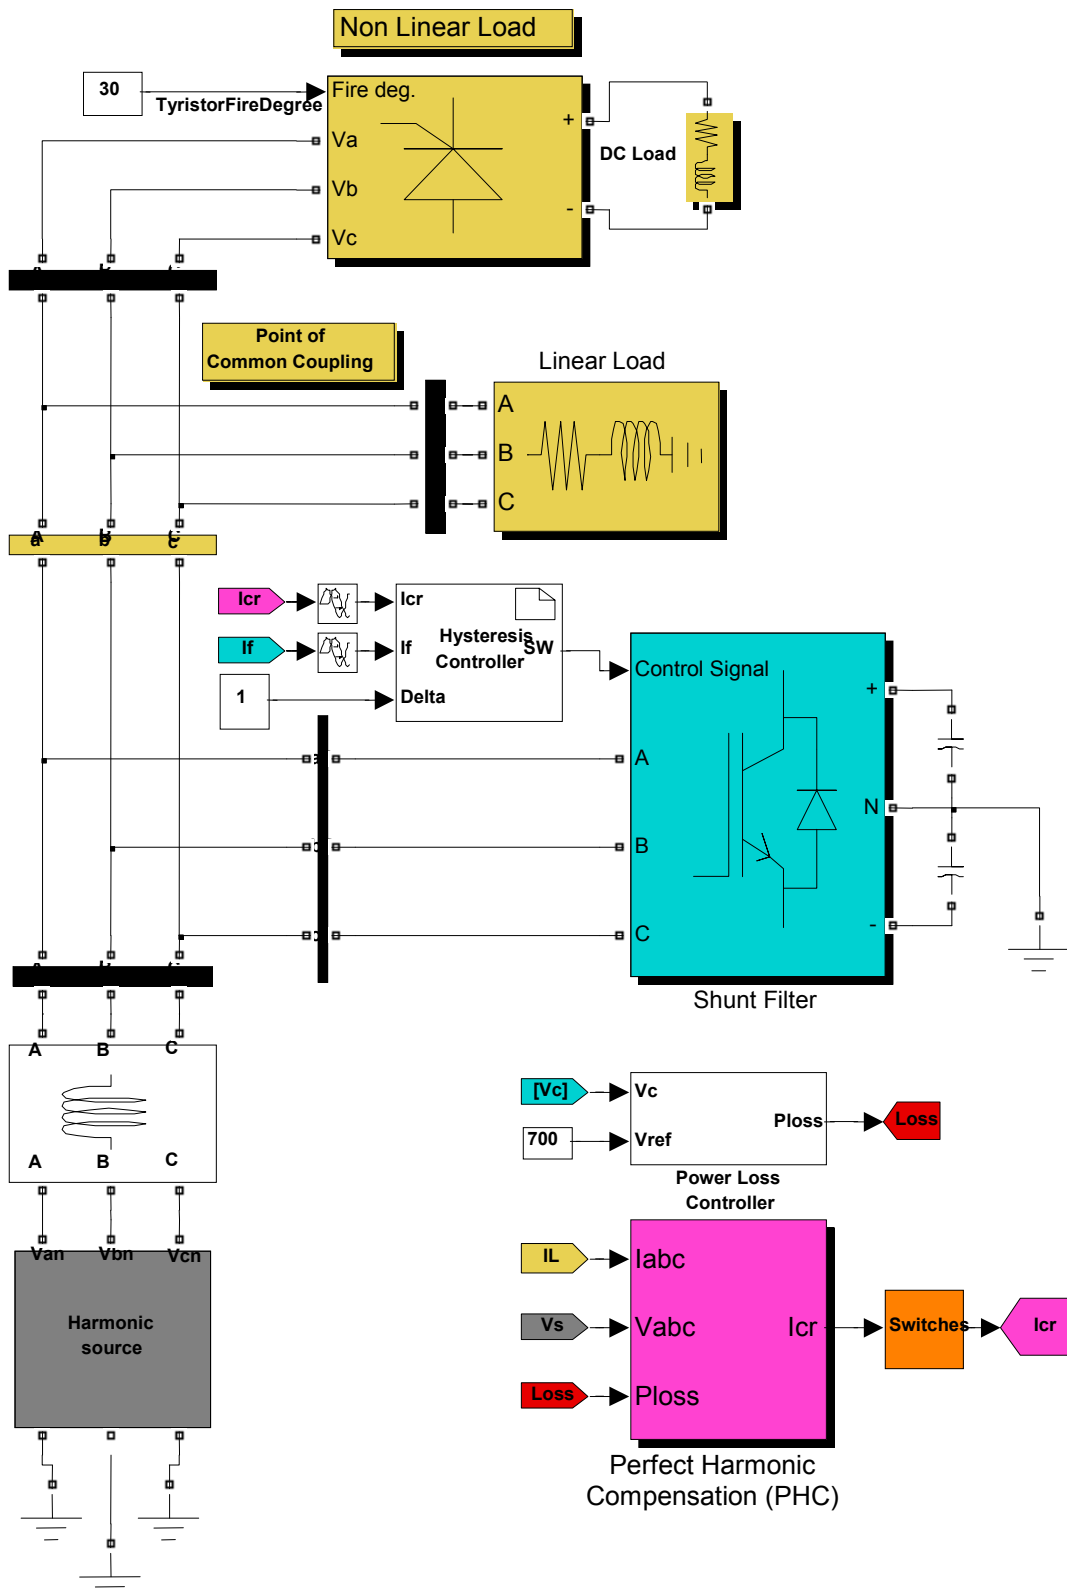 Non Linear Load
30
TyristorFireDegree
Fire deg.
Va
Vb
Vc
+
-
DC Load
Point of
Common Coupling
Linear Load
A
B
C
A
B
C
a
b
c
Icr
If
1
Icr
If
Delta
Hysteresis
Controller
SW
Control Signal
A
B
C
+
N
-
Shunt Filter
A
B
C
A
B
C
Van
Vbn
Vcn
Harmonic
source
[Vc]
700
Vc
Vref
Ploss
Loss
Power Loss
Controller
IL
Vs
Loss
Iabc
Vabc
Ploss
Icr
Switches
Icr
Perfect Harmonic
Compensation (PHC)